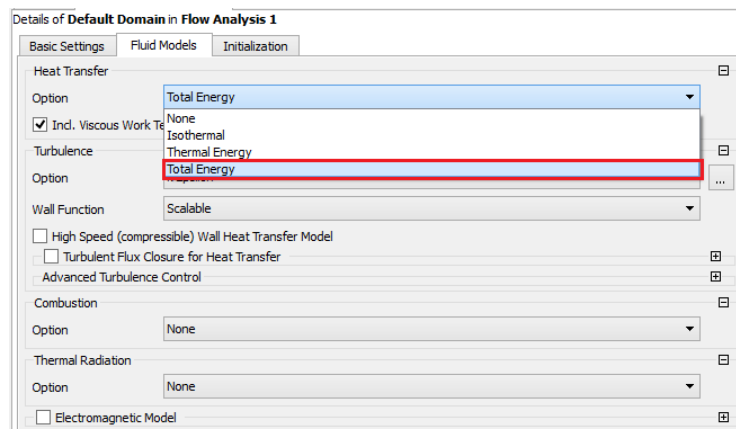 Details of Default Domain in Flow Analysis 1
Basic Settings Fluid Models Initialization
Heat Transfer
Option Total Energy
Incl. Viscous Work Te
None
Isothermal
Thermal Energy
Total Energy
Turbulence
Option
...
Wall Function Scalable
High Speed (compressible) Wall Heat Transfer Model
Turbulent Flux Closure for Heat Transfer
Advanced Turbulence Control
Combustion
Option None
Thermal Radiation
Option None
Electromagnetic Model